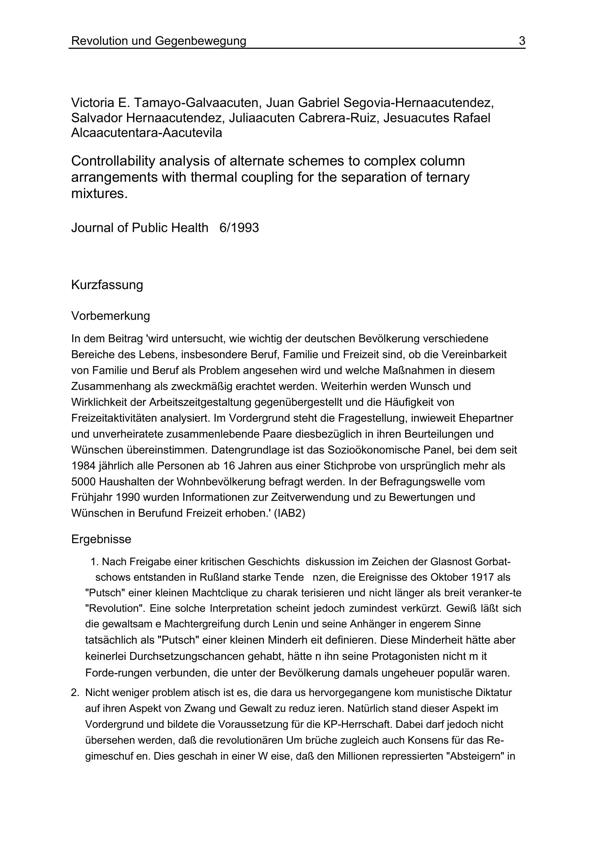 Revolution und Gegenbewegung 3
Victoria E. Tamayo-Galvaacuten, Juan Gabriel Segovia-Hernaacutendez,
Salvador Hernaacutendez, Juliaacuten Cabrera-Ruiz, Jesuacutes Rafael
Alcaacutentara-Aacutevila
Controllability analysis of alternate schemes to complex column
arrangements with thermal coupling for the separation of ternary
mixtures.
Journal of Public Health 6/1993
Kurzfassung
Vorbemerkung
In dem Beitrag 'wird untersucht, wie wichtig der deutschen Bevölkerung verschiedene
Bereiche des Lebens, insbesondere Beruf, Familie und Freizeit sind, ob die Vereinbarkeit
von Familie und Beruf als Problem angesehen wird und welche Maßnahmen in diesem
Zusammenhang als zweckmäßig erachtet werden. Weiterhin werden Wunsch und
Wirklichkeit der Arbeitszeitgestaltung gegenübergestellt und die Häufigkeit von
Freizeitaktivitäten analysiert. Im Vordergrund steht die Fragestellung, inwieweit Ehepartner
und unverheiratete zusammenlebende Paare diesbezüglich in ihren Beurteilungen und
Wünschen übereinstimmen. Datengrundlage ist das Sozioökonomische Panel, bei dem seit
1984 jährlich alle Personen ab 16 Jahren aus einer Stichprobe von ursprünglich mehr als
5000 Haushalten der Wohnbevölkerung befragt werden. In der Befragungswelle vom
Frühjahr 1990 wurden Informationen zur Zeitverwendung und zu Bewertungen und
Wünschen in Berufund Freizeit erhoben.' (IAB2)
Ergebnisse
1. Nach Freigabe einer kritischen Geschichts diskussion im Zeichen der Glasnost Gorbat-
schows entstanden in Rußland starke Tende nzen, die Ereignisse des Oktober 1917 als
"Putsch" einer kleinen Machtclique zu charak terisieren und nicht länger als breit veranker-te
"Revolution". Eine solche Interpretation scheint jedoch zumindest verkürzt. Gewiß läßt sich
die gewaltsam e Machtergreifung durch Lenin und seine Anhänger in engerem Sinne
tatsächlich als "Putsch" einer kleinen Minderh eit definieren. Diese Minderheit hätte aber
keinerlei Durchsetzungschancen gehabt, hätte n ihn seine Protagonisten nicht m it
Forde-rungen verbunden, die unter der Bevölkerung damals ungeheuer populär waren.
2. Nicht weniger problem atisch ist es, die dara us hervorgegangene kom munistische Diktatur
auf ihren Aspekt von Zwang und Gewalt zu reduz ieren. Natürlich stand dieser Aspekt im
Vordergrund und bildete die Voraussetzung für die KP-Herrschaft. Dabei darf jedoch nicht
übersehen werden, daß die revolutionären Um brüche zugleich auch Konsens für das Re-
gimeschuf en. Dies geschah in einer W eise, daß den Millionen repressierten "Absteigern" in